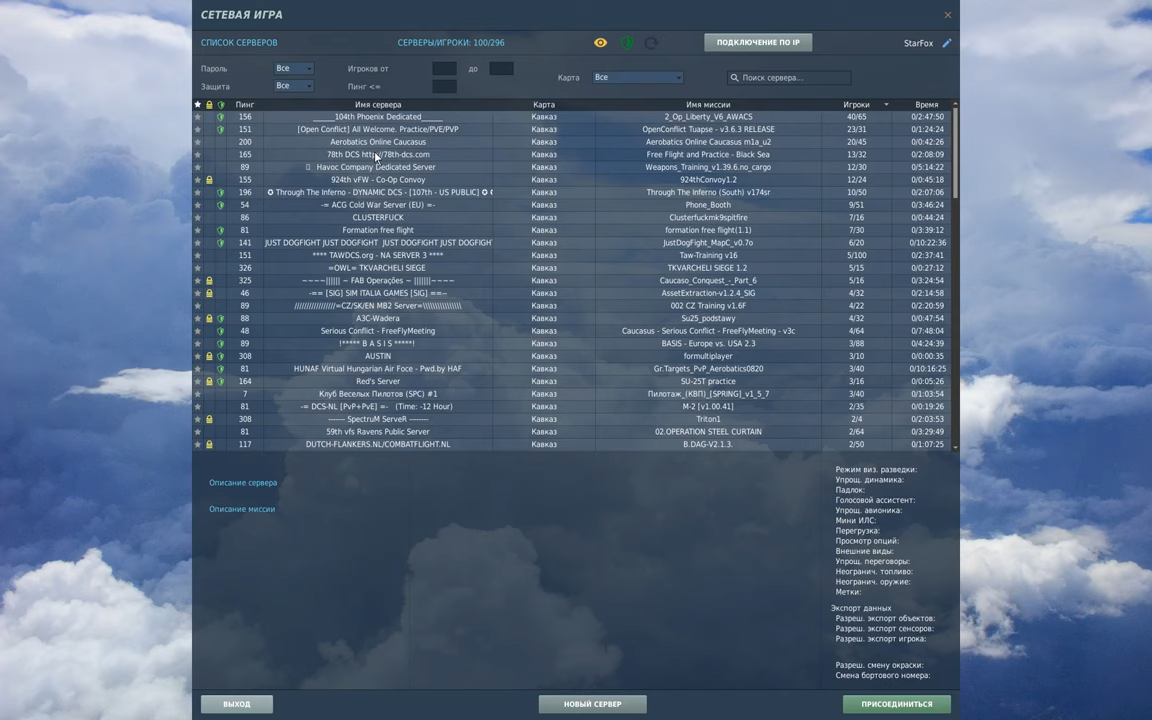 СЕТЕВАЯ ИГРА
СПИСОК СЕРВЕРОВ СЕРВЕРЫ/ИГРОКИ: 100/296 ПОДКЛЮЧЕНИЕ ПО IP StarFox
Пароль Все Игроков от до
Карта Все Поиск сервера...
Защита Все Пинг <=
Пинг Имя сервера Карта Имя миссии Игроки Время
156 ______104th Phoenix Dedicated_____ Кавказ 2_Op_Liberty_V6_AWACS 40/65 0/2:47:50
151 [Open Conflict] All Welcome. Practice/PVE/PVP Кавказ OpenConflict Tuapse - v3.6.3 RELEASE 23/31 0/1:24:24
200 Aerobatics Online Caucasus Кавказ Aerobatics Online Caucasus m1a_u2 20/45 0/0:42:26
165 78th DCS 78th-dcs.com Кавказ Free Flight and Practice - Black Sea 13/32 0/2:08:09
89 Havoc Company Dedicated Server Кавказ Weapons_Training_v1.39.6.no_cargo 12/30 0/5:14:22
155 924th vFW - Co-Op Convoy Кавказ 924thConvoy1.2 12/24 0/0:45:18
196 ✪ Through The Inferno - DYNAMIC DCS - [107th - US PUBLIC] ✪ Кавказ Through The Inferno (South) v174sr 10/50 0/2:07:06
54 -= ACG Cold War Server (EU) =- Кавказ Phone_Booth 9/51 0/3:46:24
86 CLUSTERFUCK Кавказ Clusterfuckmk9spitfire 7/16 0/0:44:24
81 Formation free flight Кавказ formation free flight(1.1) 7/30 0/3:39:12
141 JUST DOGFIGHT JUST DOGFIGHT JUST DOGFIGHT JUST DOGFIGH Кавказ JustDogFight_MapC_v0.7o 6/20 0/10:22:36
151 **** TAWDCS.org - NA SERVER 3 **** Кавказ Taw-Training v16 5/100 0/2:37:41
326 =OWL= TKVARCHELI SIEGE Кавказ TKVARCHELI SIEGE 1.2 5/15 0/0:27:12
325 ~~~~||||||| ~ FAB Operações ~ |||||||~~~~ Кавказ Caucaso_Conquest_-_Part_6 5/16 0/3:24:54
46 -== [SIG] SIM ITALIA GAMES [SIG] ==-- Кавказ AssetExtraction-v1.2.4_SIG 4/32 0/2:14:58
89 //////////////////=CZ/SK/EN MB2 Server=\\\\\\\\\\\\\\\\\\ Кавказ 002 CZ Training v1.6F 4/22 0/2:20:59
88 A3C-Wadera Кавказ Su25_podstawy 4/32 0/0:47:54
48 Serious Conflict - FreeFlyMeeting Кавказ Caucasus - Serious Conflict - FreeFlyMeeting - v3c 4/64 0/7:48:04
89 !***** B A S I S *****! Кавказ BASIS - Europe vs. USA 2.3 3/88 0/4:24:39
308 AUSTIN Кавказ formultiplayer 3/10 0/0:00:35
81 HUNAF Virtual Hungarian Air Foce - Pwd.by HAF Кавказ Gr.Targets_PvP_Aerobatics0820 3/40 0/10:16:25
164 Red's Server Кавказ SU-25T practice 3/16 0/0:05:26
7 Клуб Веселых Пилотов (SPC) #1 Кавказ Пилотаж_(КВП)_[SPRING]_v1_5_7 3/40 0/1:03:54
81 -= DCS-NL [PvP+PvE] =- (Time: -12 Hour) Кавказ M-2 [v1.00.41] 2/35 0/0:19:26
308 ------- SpectruM ServeR ------- Кавказ Triton1 2/4 0/2:03:53
81 59th vfs Ravens Public Server Кавказ 02.OPERATION STEEL CURTAIN 2/64 0/3:29:49
117 DUTCH-FLANKERS.NL/COMBATFLIGHT.NL Кавказ B.DAG-V2.1.3. 2/50 0/1:07:25
Описание сервера
Описание миссии
Режим виз. разведки:
Упрощ. динамика:
Падлок:
Голосовой ассистент:
Упрощ. авионика:
Мини ИЛС:
Перегрузка:
Просмотр опций:
Внешние виды:
Упрощ. переговоры:
Неогранич. топливо:
Неогранич. оружие:
Метки:
Экспорт данных
Разреш. экспорт объектов:
Разреш. экспорт сенсоров:
Разреш. экспорт игрока:
Разреш. смену окраски:
Смена бортового номера:
ВЫХОД НОВЫЙ СЕРВЕР ПРИСОЕДИНИТЬСЯ